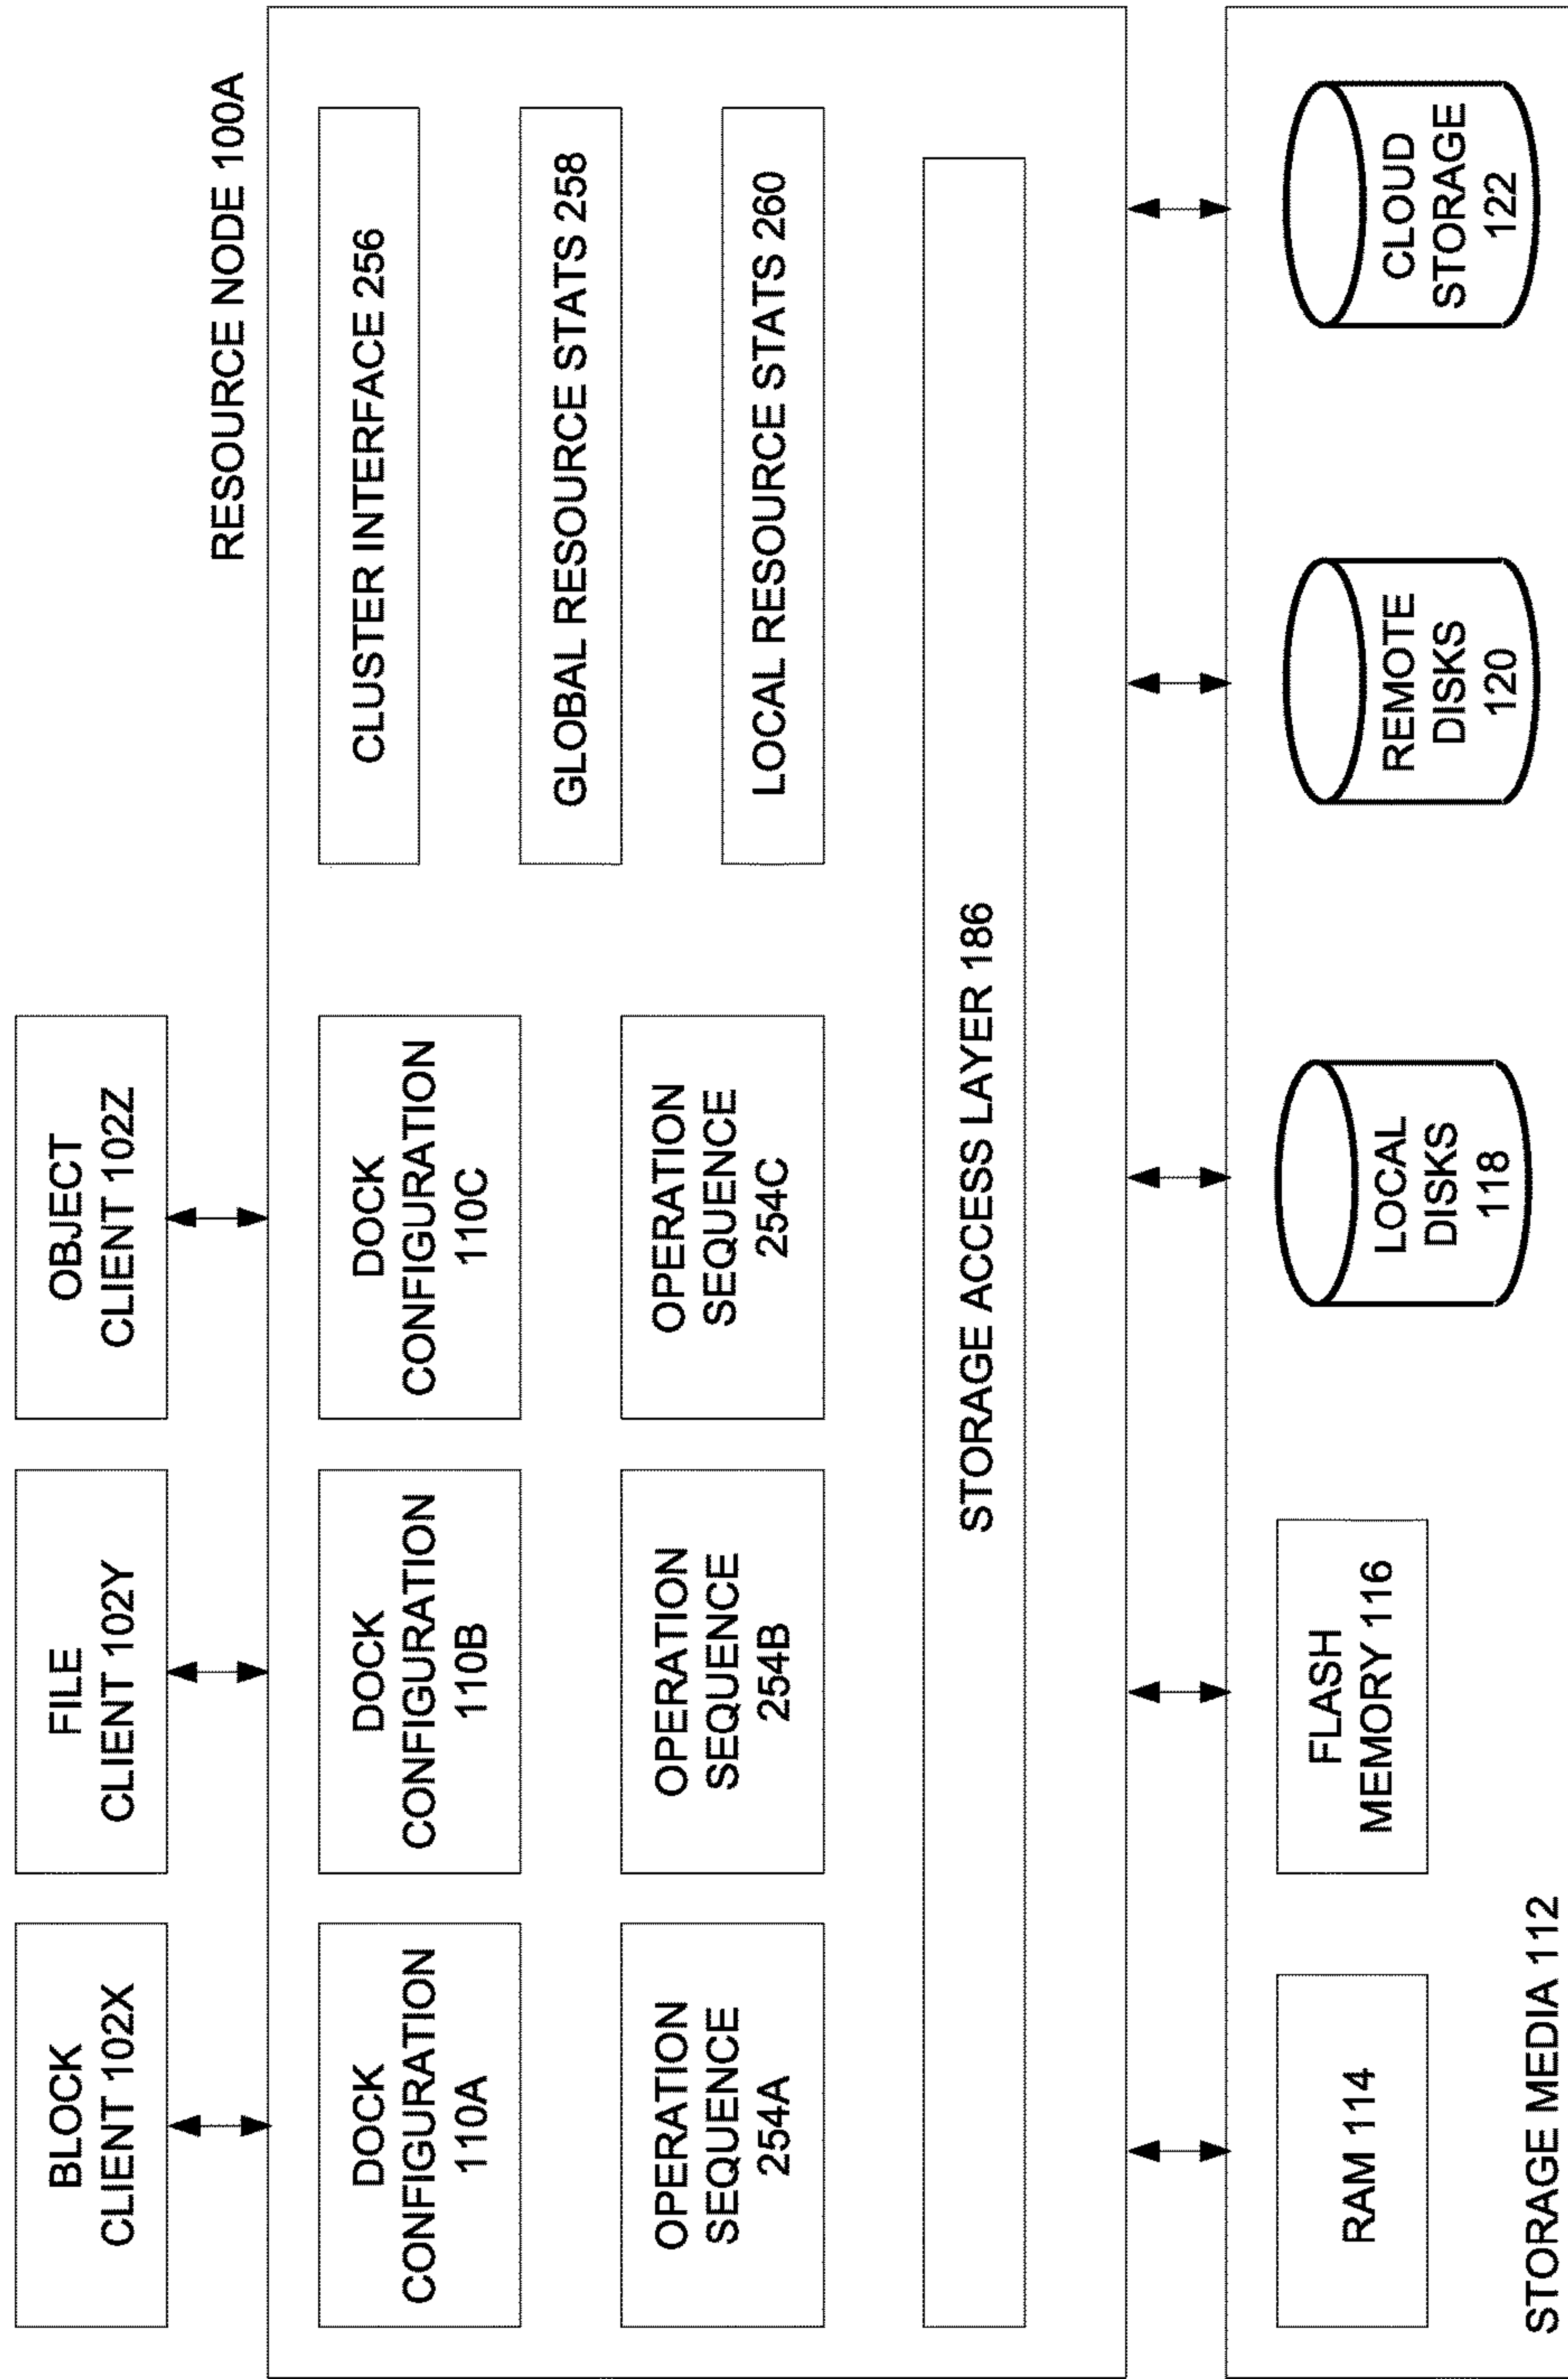 BLOCK
CLIENT 102X
FILE
CLIENT 102Y
OBJECT
CLIENT 102Z
RESOURCE NODE 100A
DOCK
CONFIGURATION
110A
DOCK
CONFIGURATION
110B
DOCK
CONFIGURATION
110C
CLUSTER INTERFACE 256
GLOBAL RESOURCE STATS 258
OPERATION
SEQUENCE
254A
OPERATION
SEQUENCE
254B
OPERATION
SEQUENCE
254C
LOCAL RESOURCE STATS 260
STORAGE ACCESS LAYER 186
RAM 114
FLASH
MEMORY 116
LOCAL
DISKS
118
REMOTE
DISKS
120
CLOUD
STORAGE
122
STORAGE MEDIA 112